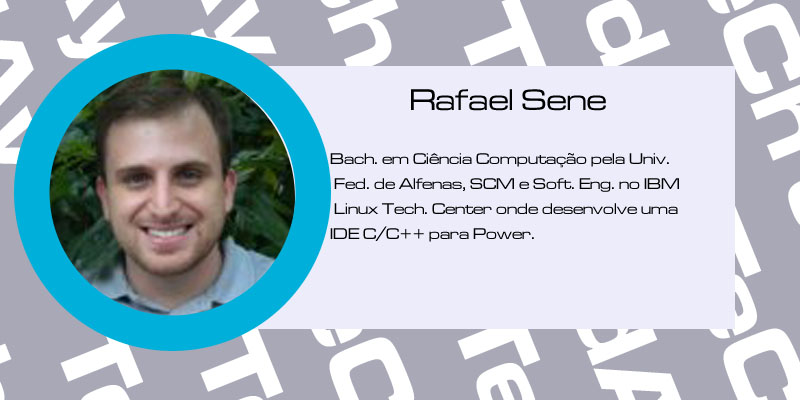 Rafael Sene
Bach. em Ciência Computação pela Univ.
Fed. de Alfenas, SCM e Soft. Eng. no IBM
Linux Tech. Center onde desenvolve uma
IDE C/C++ para Power.